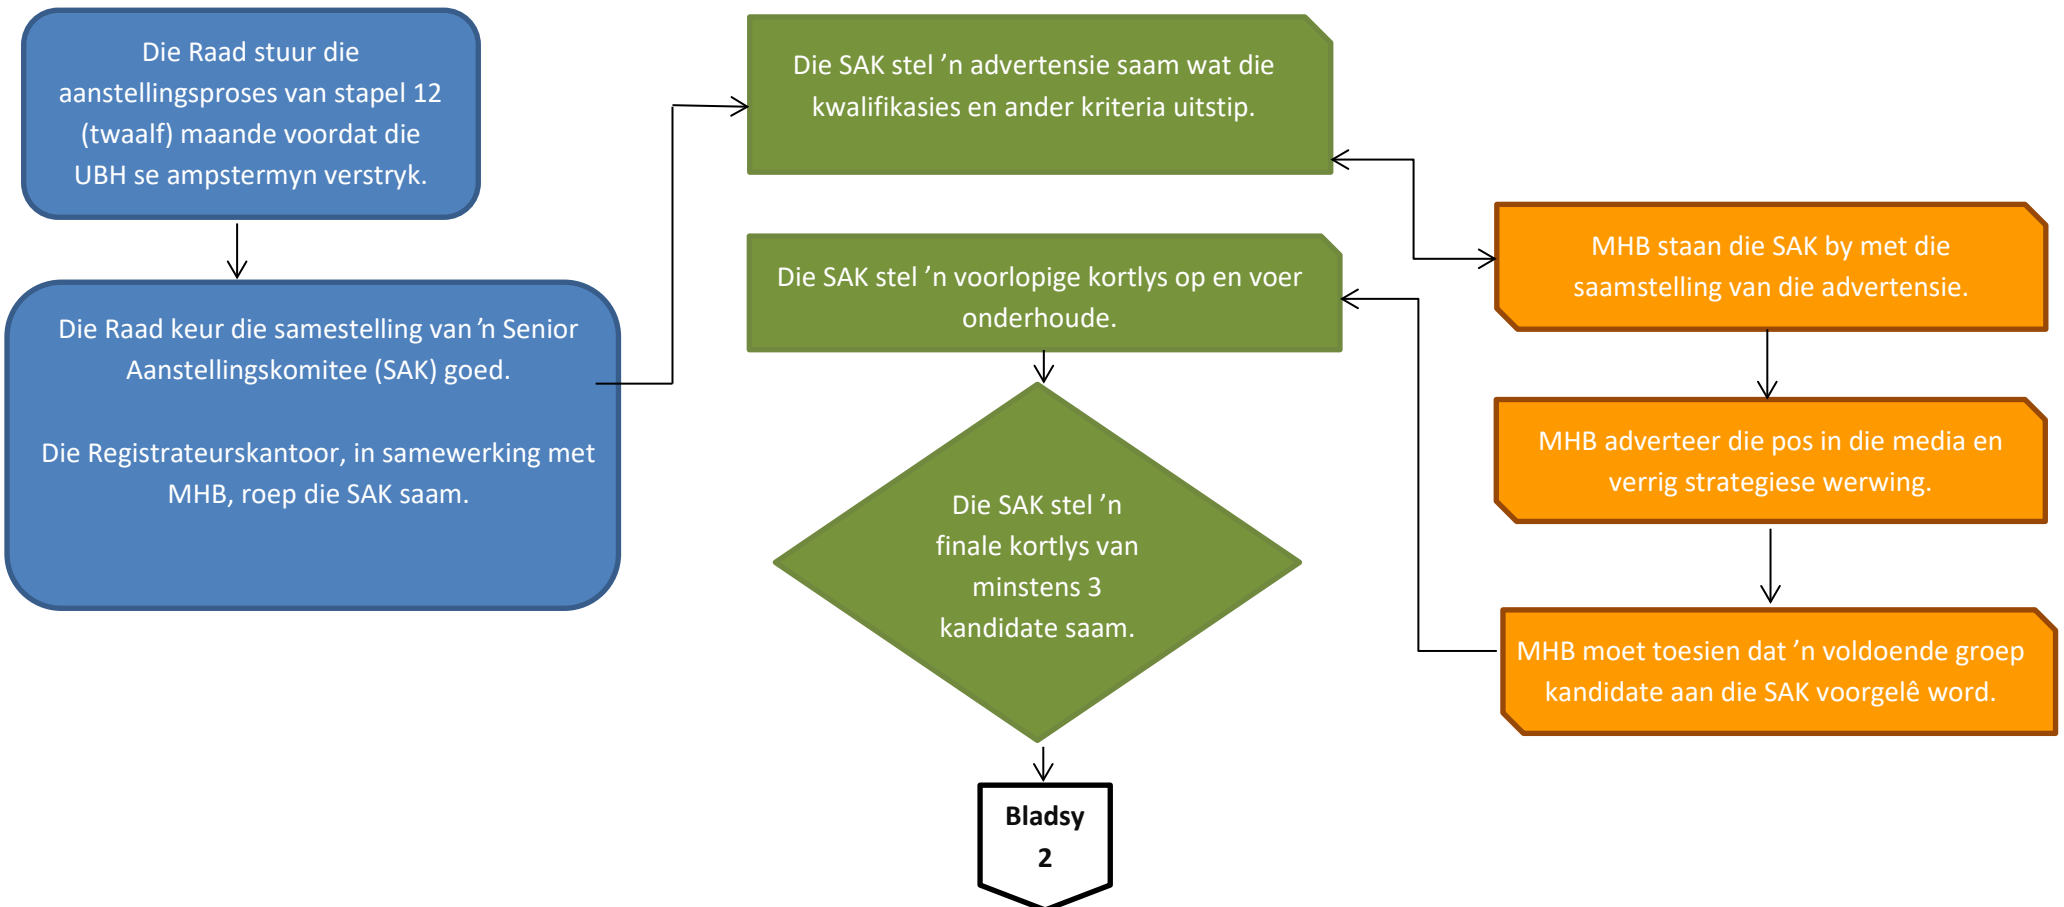 Die Raad stuur die
aanstellingsproses van stapel 12
(twaalf) maande voordat die
UBH se ampstermyn verstryk.
Die Raad keur die samestelling van ’n Senior
Aanstellingskomitee (SAK) goed.
Die Registrateurskantoor, in samewerking met
MHB, roep die SAK saam.
Die SAK stel ’n advertensie saam wat die
kwalifikasies en ander kriteria uitstip.
MHB staan die SAK by met die
saamstelling van die advertensie.
MHB adverteer die pos in die media en
verrig strategiese werwing.
MHB moet toesien dat ’n voldoende groep
kandidate aan die SAK voorgelê word.
Die SAK stel ’n voorlopige kortlys op en voer
onderhoude.
Die SAK stel ’n
finale kortlys van
minstens 3
kandidate saam.
Bladsy
2